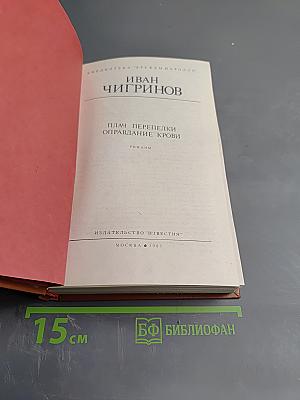 БИБЛИОТЕКА "ДРУЖБЫ НАРОДОВ"
ИВАН
ЧИГРИНОВ
ПЛАЧ ПЕРЕПЕЛКИ
ОПРАВДАНИЕ КРОВИ
РОМАНЫ
ИЗДАТЕЛЬСТВО "ИЗВЕСТИЯ"
МОСКВА
15 см
БФ БИБЛИОФАН